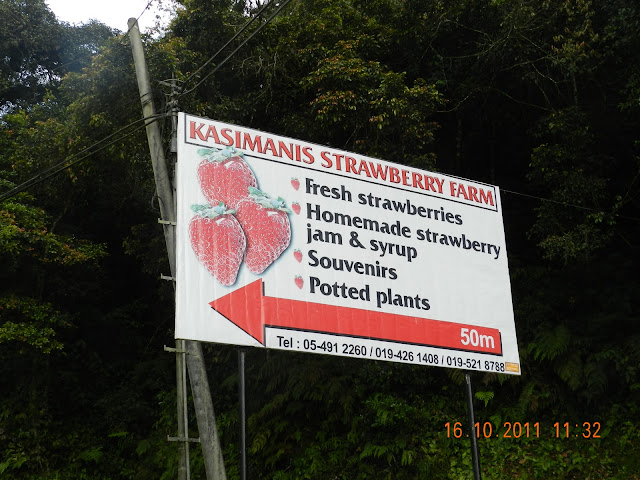 KASIMANIS STRAWBERRY FARM
Fresh strawberries
Homemade strawberry
jam & syrup
Souvenirs
Potted plants
50m
Tel : 05-491 2260 / 019-426 1408 / 019-521 8788
16.10.2011 11:32